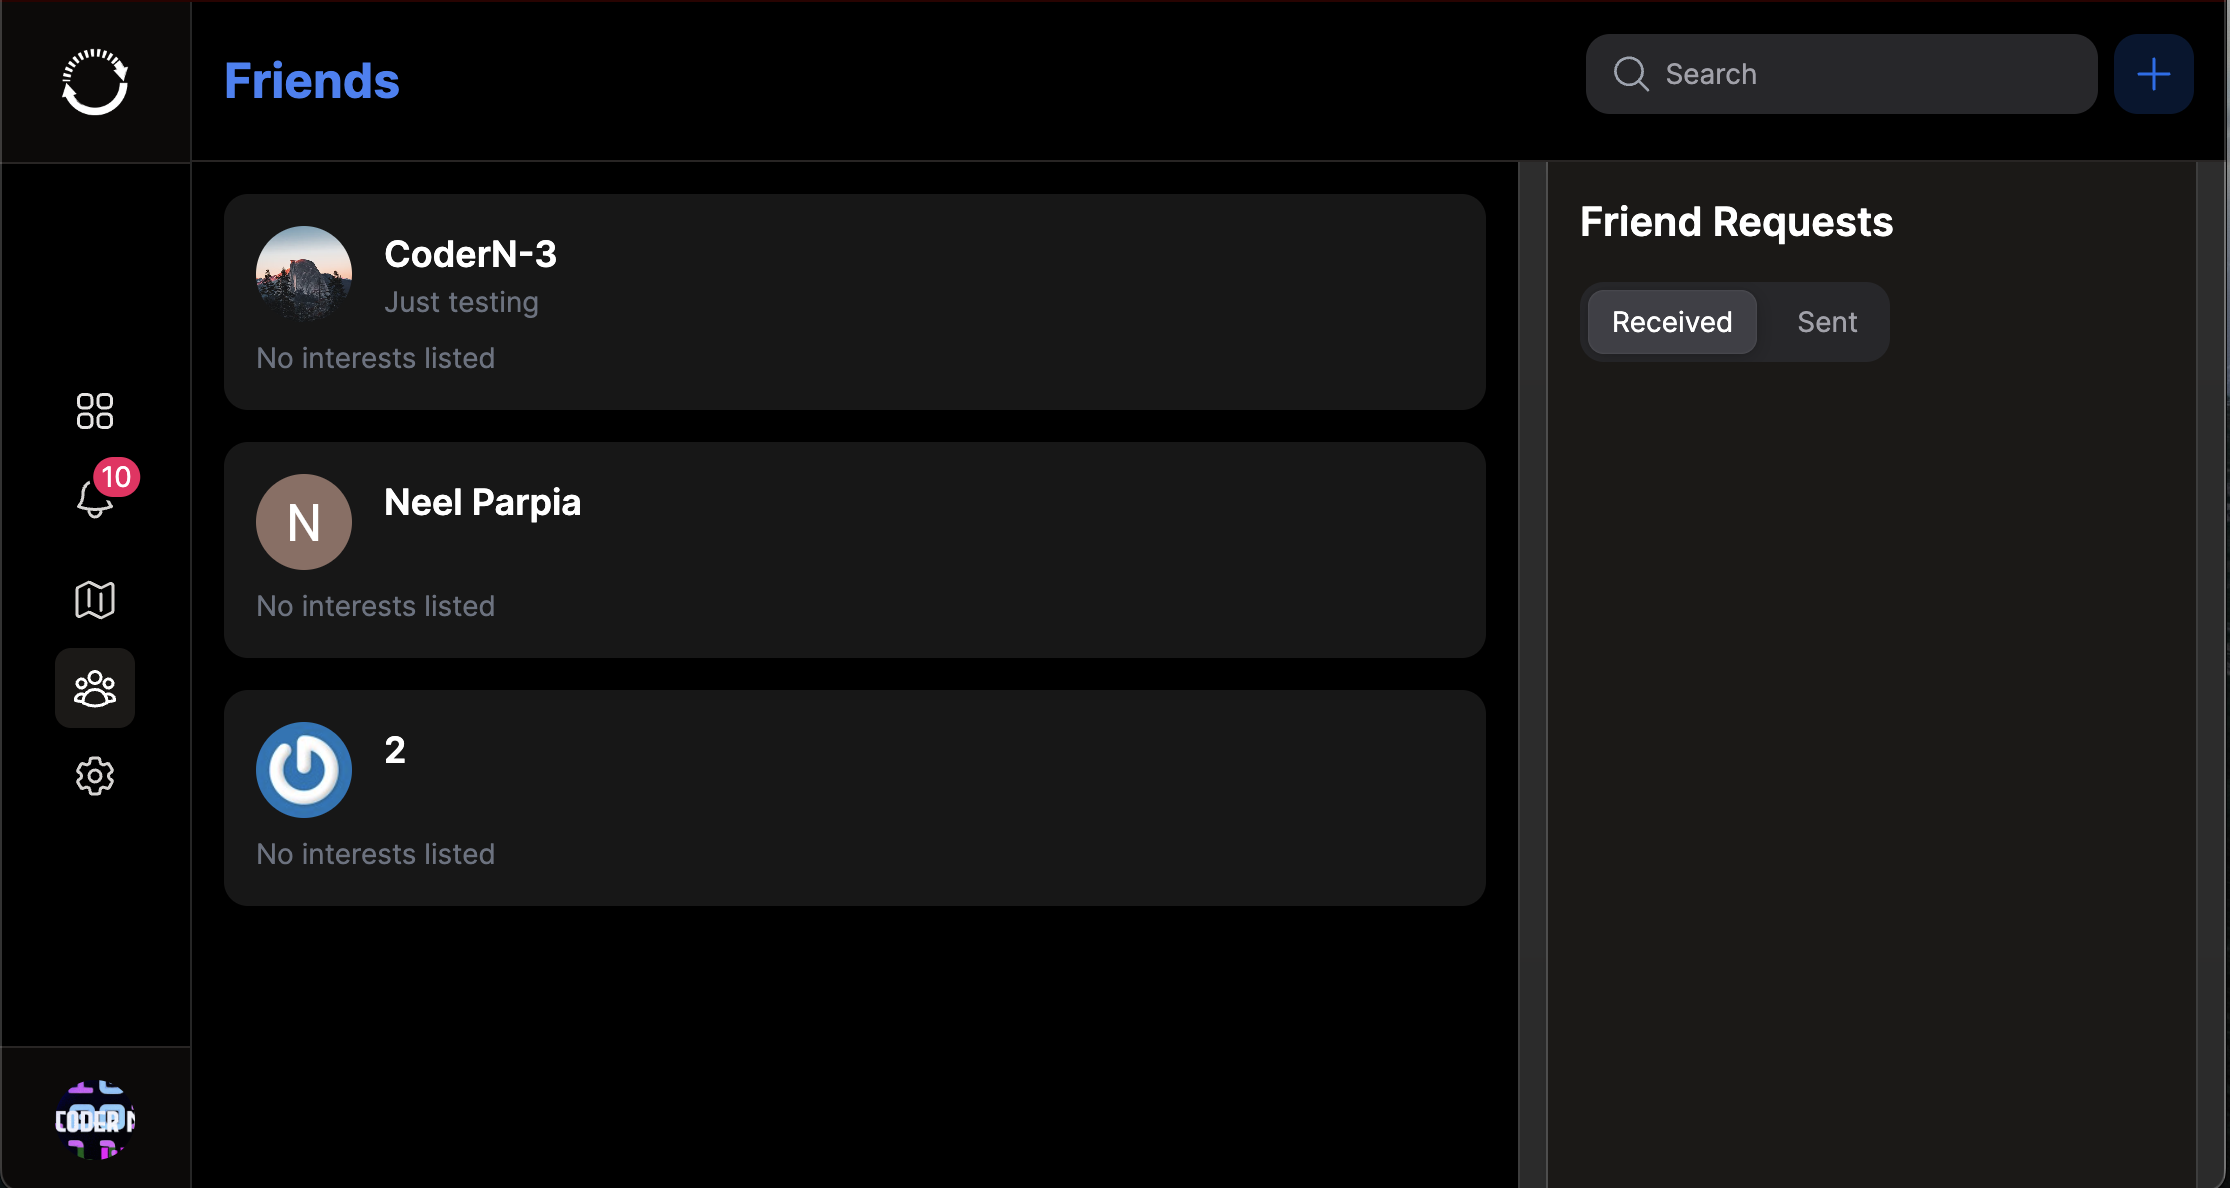 Friends
Search
CoderN-3
Just testing
No interests listed
Neel Parpia
N
No interests listed
2
No interests listed
Friend Requests
Received
Sent
10
CODER N